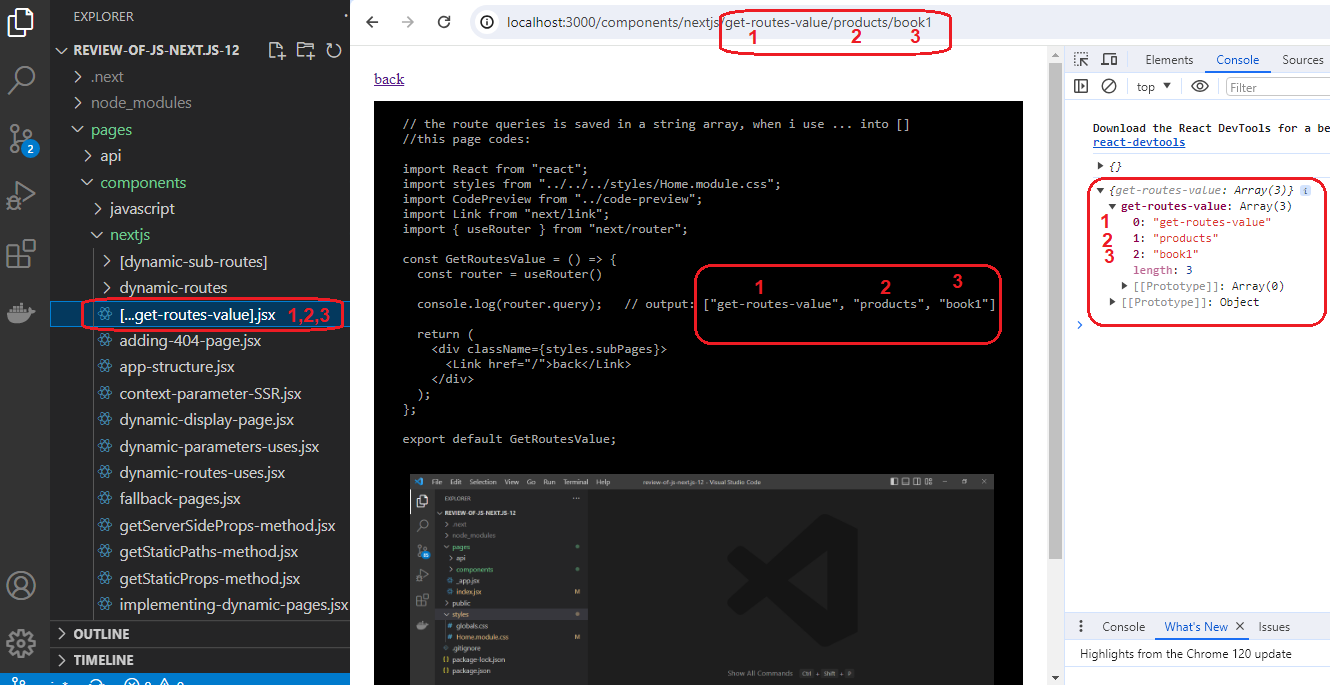 EXPLORER
REVIEW-OF-JS-NEXT.JS-12
.next
node_modules
pages
api
components
javascript
nextjs
[dynamic-sub-routes]
dynamic-routes
[...get-routes-value].jsx 1,2,3
adding-404-page.jsx
app-structure.jsx
context-parameter-SSR.jsx
dynamic-display-page.jsx
dynamic-parameters-uses.jsx
dynamic-routes-uses.jsx
fallback-pages.jsx
getServerSideProps-method.jsx
getStaticPaths-method.jsx
getStaticProps-method.jsx
implementing-dynamic-pages.jsx
OUTLINE
TIMELINE
2
localhost:3000/components/nextjs/get-routes-value/products/book1
1 2 3
back
// the route queries is saved in a string array, when i use ... into []
//this page codes:
import React from "react";
import styles from "../../../styles/Home.module.css";
import CodePreview from "../code-preview";
import Link from "next/link";
import { useRouter } from "next/router";
const GetRoutesValue = () => {
const router = useRouter()
1 2 3
console.log(router.query); // output: ["get-routes-value", "products", "book1"]
return (
<div className={styles.subPages}>
<Link href="/">back</Link>
</div>
);
};
export default GetRoutesValue;
File Edit Selection View Go Run Terminal Help review-of-js-next.js-12 - Visual Studio Code
EXPLORER
REVIEW-OF-JS-NEXT.JS-12
.next
node_modules
pages
api
components
_app.jsx
index.jsx M
public
styles
globals.css
Home.module.css M
.gitignore
package-lock.json
package.json
Show All Commands Ctrl + Shift + P
Elements Console Sources
top Filter
Download the React DevTools for a be
react-devtools
{}
{get-routes-value: Array(3)}
get-routes-value: Array(3)
1 0: "get-routes-value"
2 1: "products"
3 2: "book1"
length: 3
[[Prototype]]: Array(0)
[[Prototype]]: Object
Console What's New Issues
Highlights from the Chrome 120 update